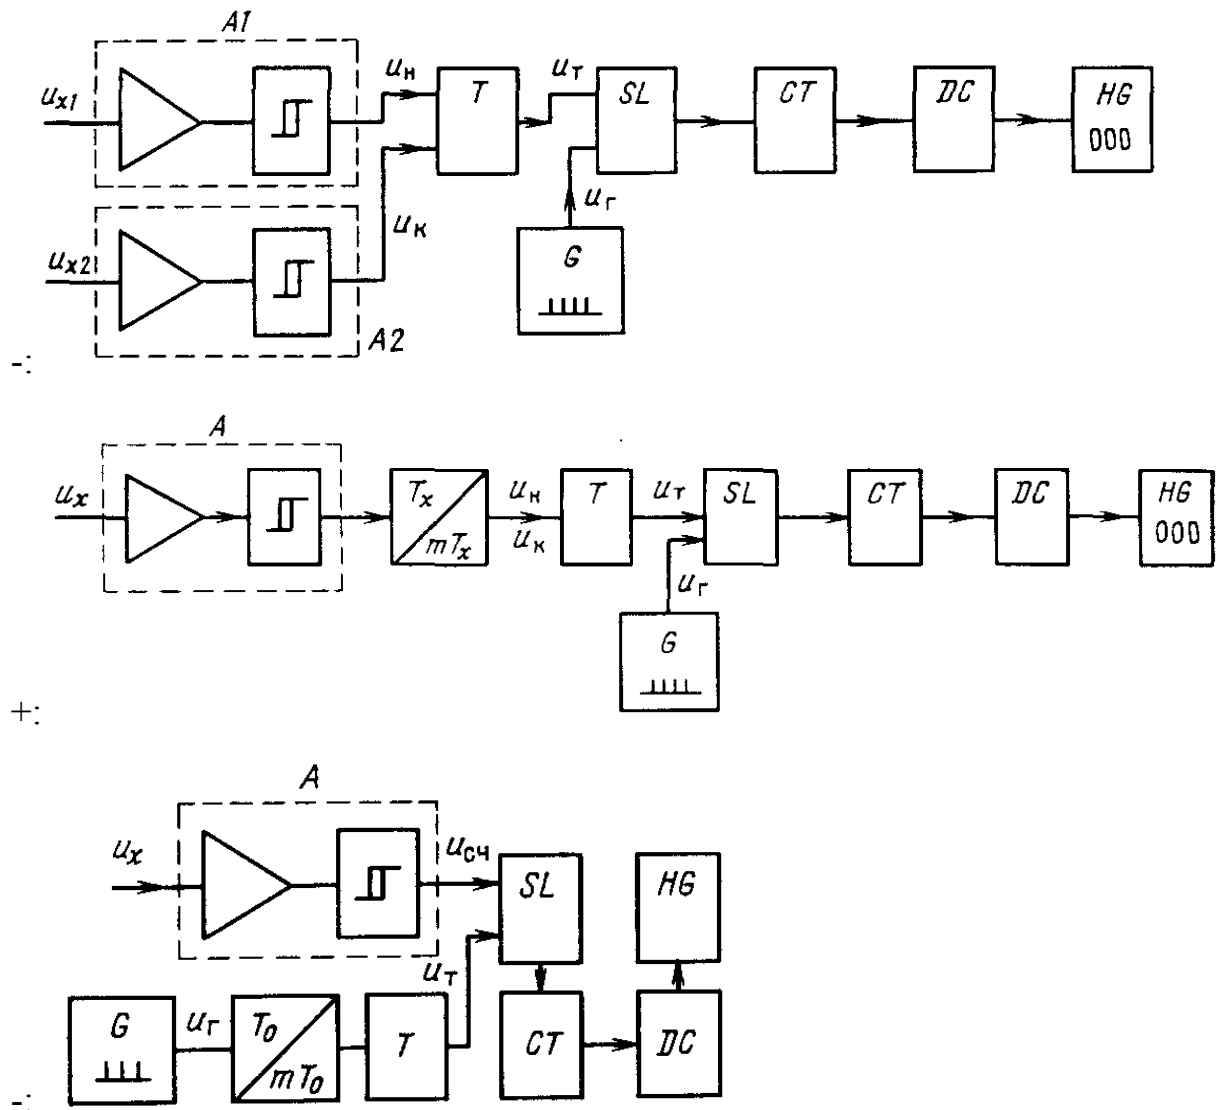 A1
u_x1
u_н
T
u_т
SL
CT
DC
HG
000
u_г
u_к
G
u_x2
A2
-:
A
u_x
T_x
mT_x
u_н
u_к
T
u_т
SL
CT
DC
HG
000
u_г
G
+:
A
u_x
u_сч
SL
HG
u_т
G
u_г
T_0
mT_0
T
CT
DC
-: